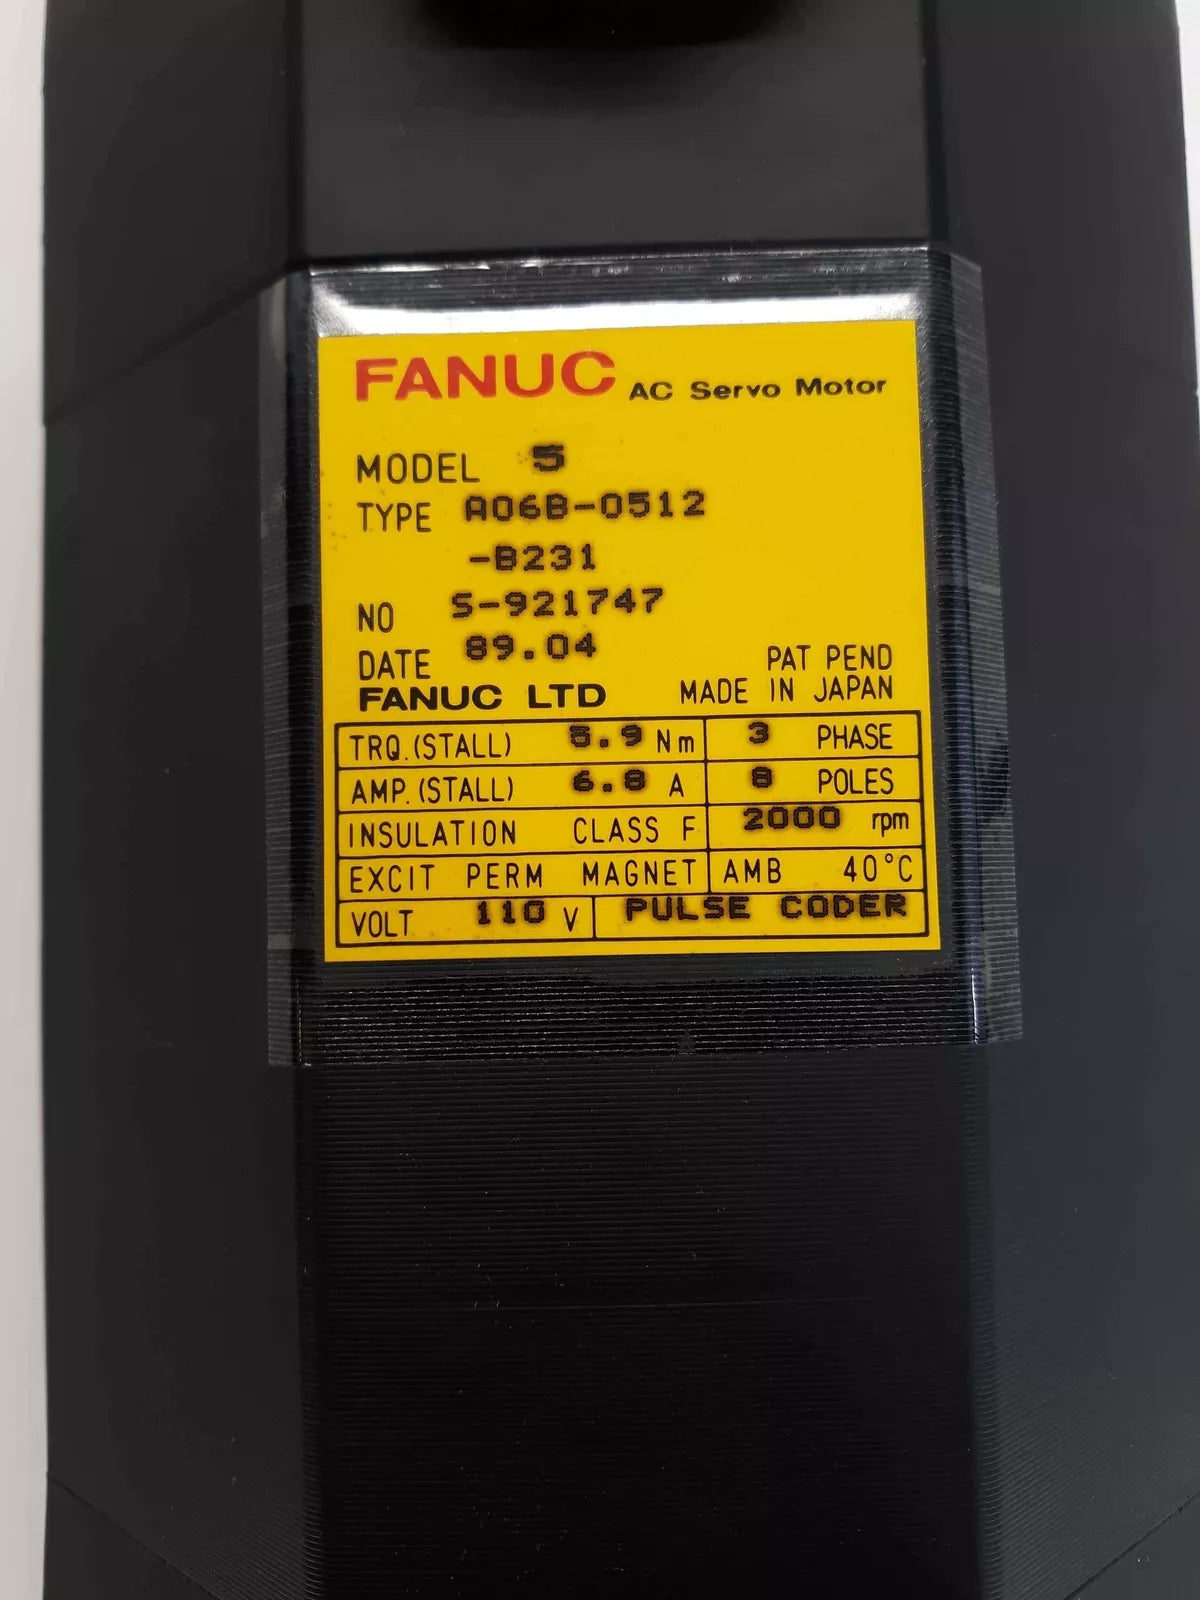 FANUC AC Servo Motor
MODEL 5
TYPE A06B-0512
-B231
NO S-921747
DATE 89.04
PAT PEND
FANUC LTD MADE IN JAPAN
TRQ.(STALL) 5.9 Nm 3 PHASE
AMP.(STALL) 6.8 A 8 POLES
INSULATION CLASS F 2000 rpm
EXCIT PERM MAGNET AMB 40°C
VOLT 110 V PULSE CODER